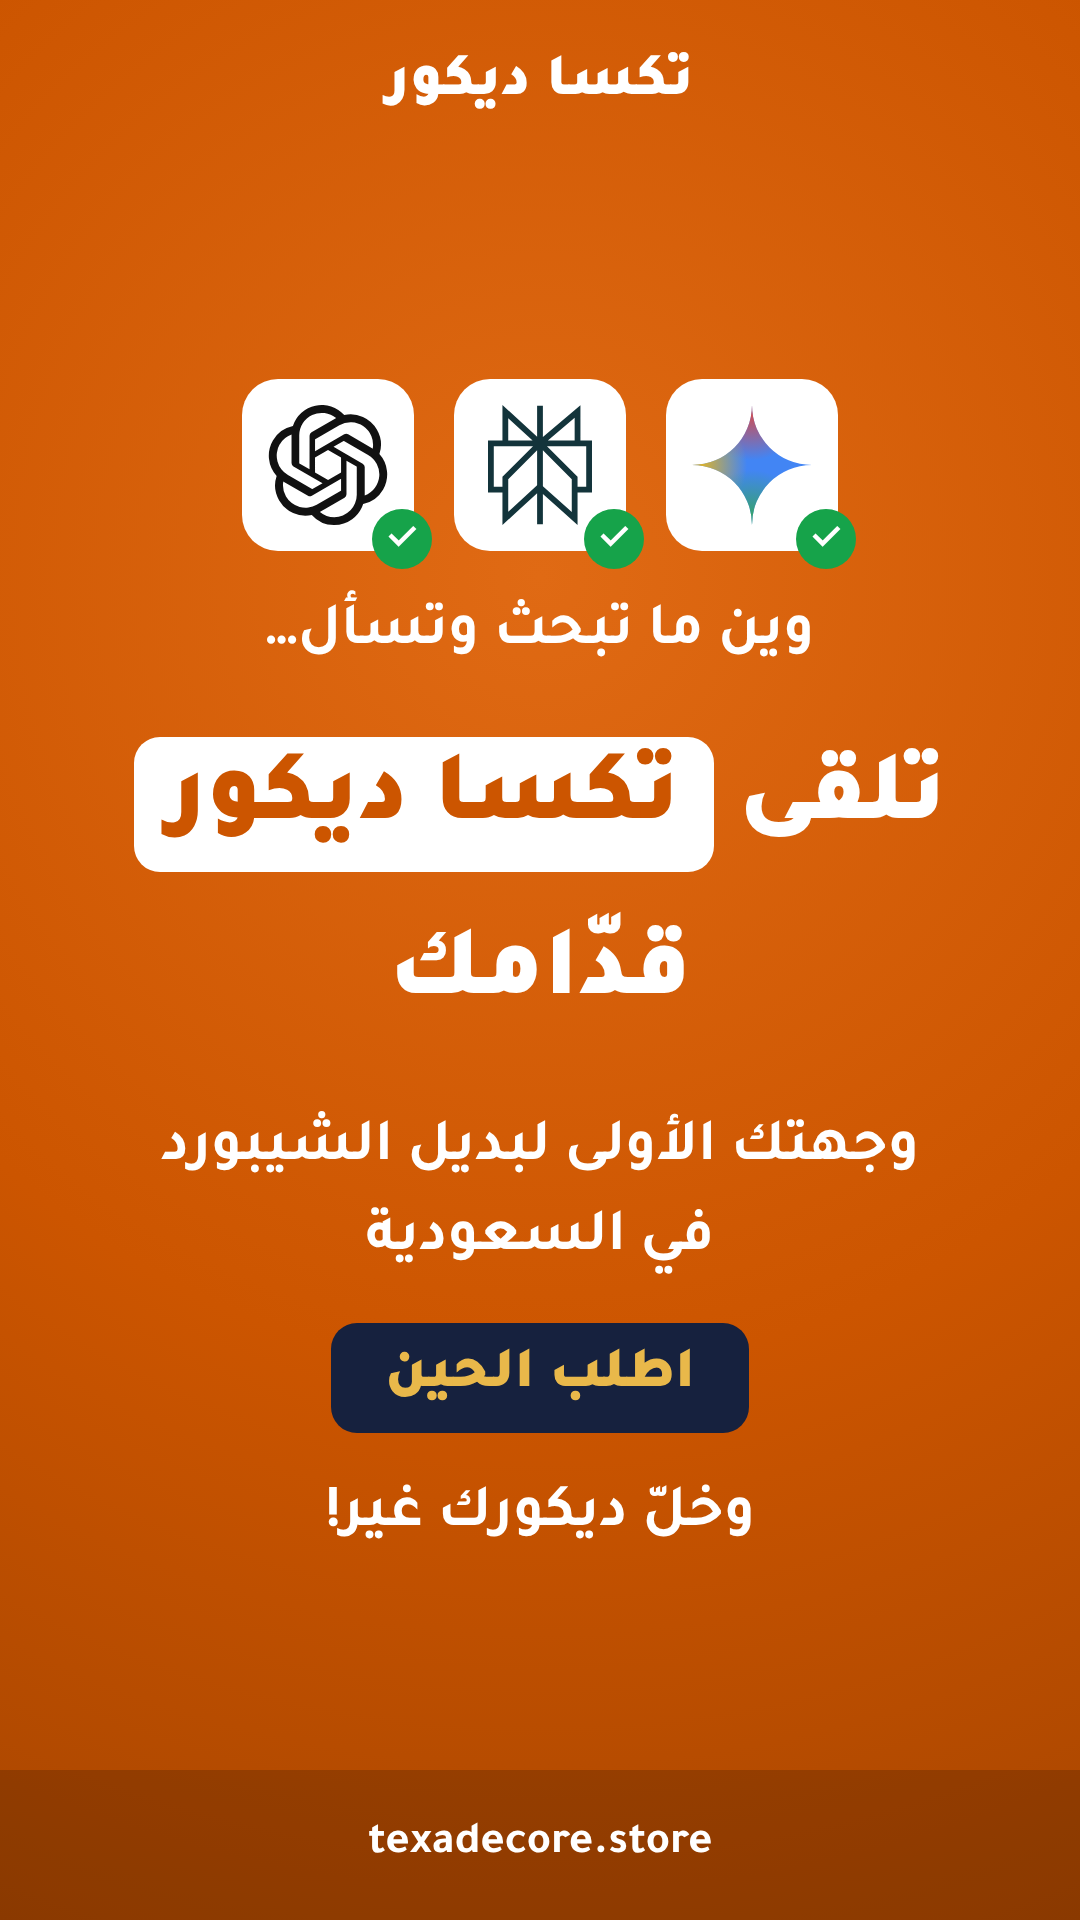 تكسا ديكور
وين ما تبحث وتسأل...
تلقى تكسا ديكور
قدّامك
وجهتك الأولى لبديل الشيبورد
في السعودية
اطلب الحين
وخلّ ديكورك غير!
texadecore.store